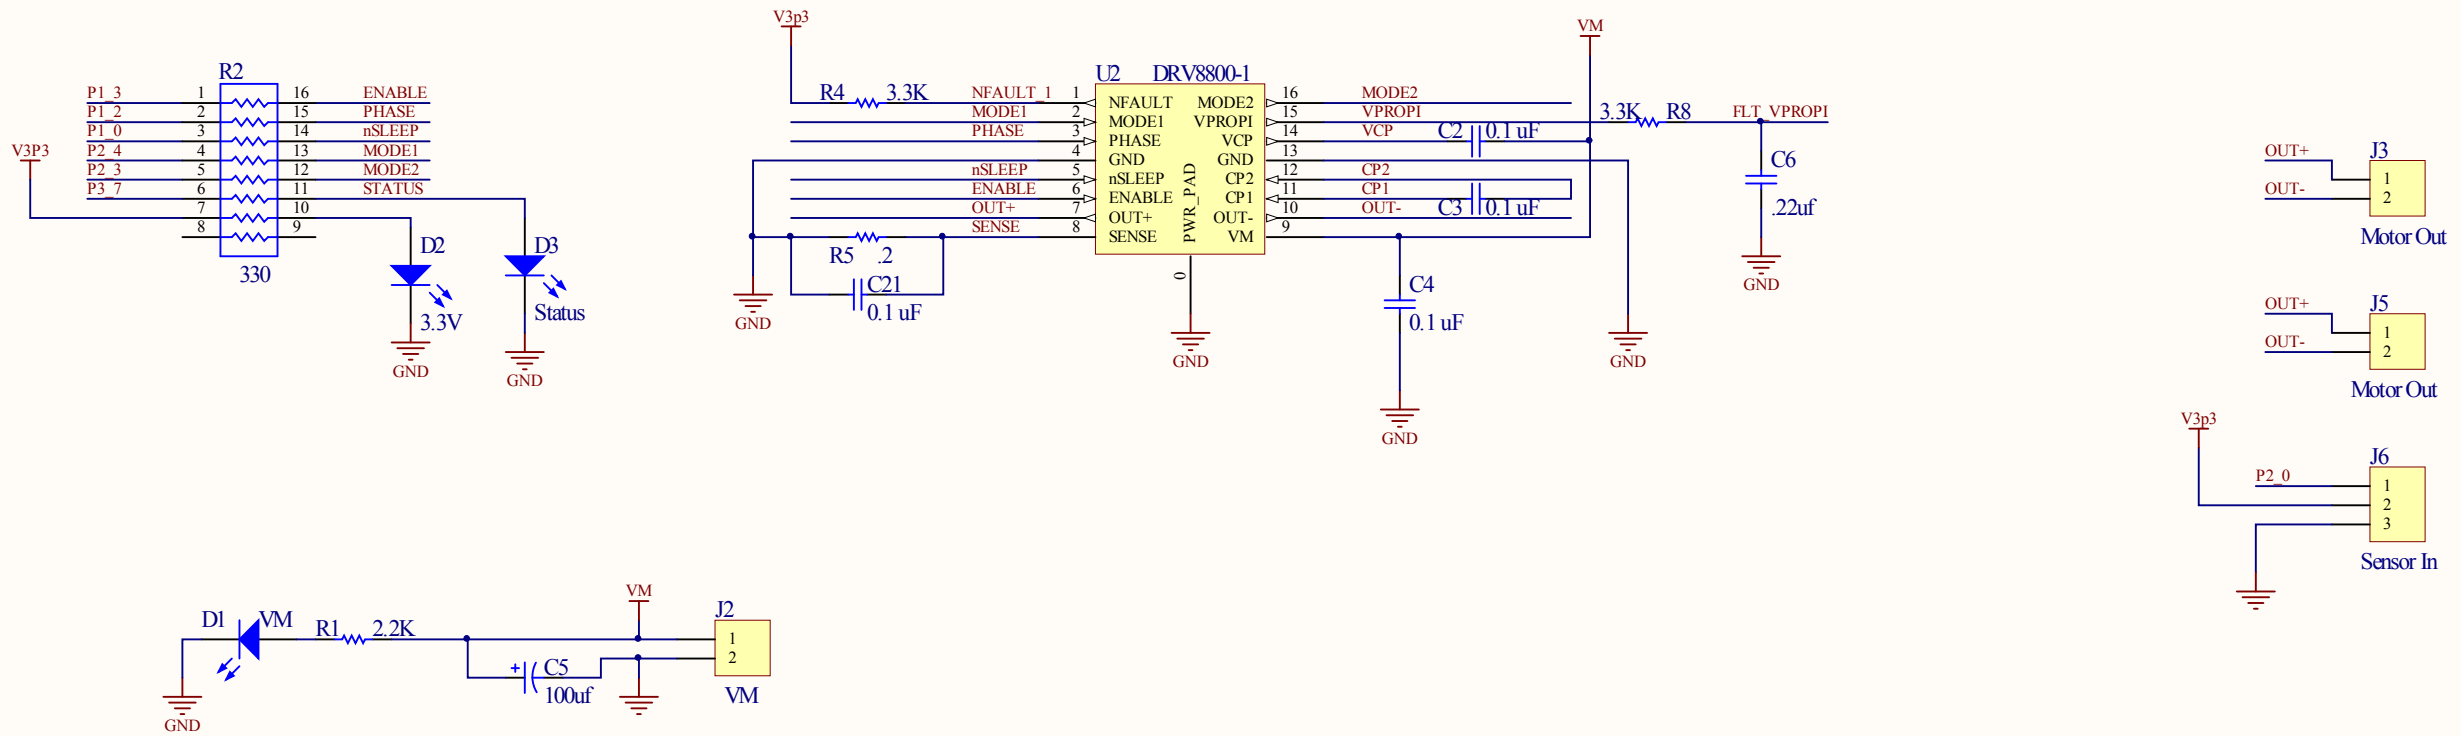 R2
P1_3 1 16 ENABLE
P1_2 2 15 PHASE
P1_0 3 14 nSLEEP
P2_4 4 13 MODE1
P2_3 5 12 MODE2
P3_7 6 11 STATUS
7 10
8 9
330
V3P3
D2
3.3V
GND
D3
Status
GND
V3p3
R4 3.3K
NFAULT_1 1
MODE1 2
PHASE 3
4
nSLEEP 5
ENABLE 6
OUT+ 7
SENSE 8
R5 .2
C21
0.1 uF
GND
U2 DRV8800-1
NFAULT MODE2
MODE1 VPROPI
PHASE VCP
GND GND
nSLEEP CP2
ENABLE CP1
OUT+ OUT-
SENSE VM
PWR_PAD
0
GND
16 MODE2
15 VPROPI
14 VCP
13
12 CP2
11 CP1
10 OUT-
9
C2 0.1 uF
C3 0.1 uF
VM
3.3K R8
FLT_VPROPI
C6
.22uf
GND
C4
0.1 uF
GND
GND
OUT+
OUT-
J3
1
2
Motor Out
OUT+
OUT-
J5
1
2
Motor Out
V3p3
P2_0
J6
1
2
3
Sensor In
D1 VM
R1 2.2K
GND
C5
+
100uf
VM
J2
1
2
VM